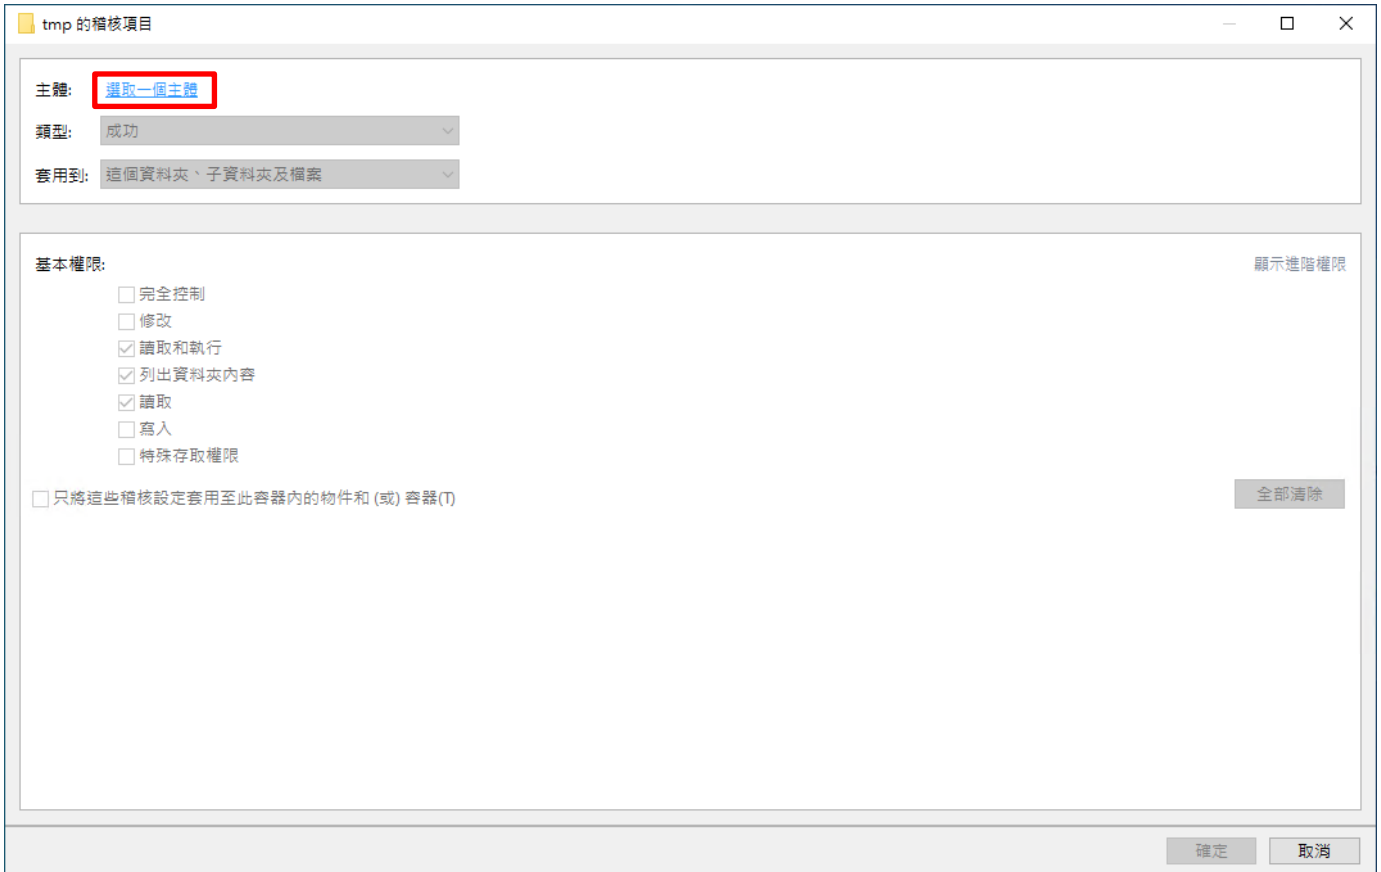 tmp 的稽核項目
主體: 選取一個主體
類型: 成功
套用到: 這個資料夾、子資料夾及檔案
基本權限: 顯示進階權限
完全控制
修改
讀取和執行
列出資料夾內容
讀取
寫入
特殊存取權限
只將這些稽核設定套用至此容器內的物件和 (或) 容器(T) 全部清除
確定 取消